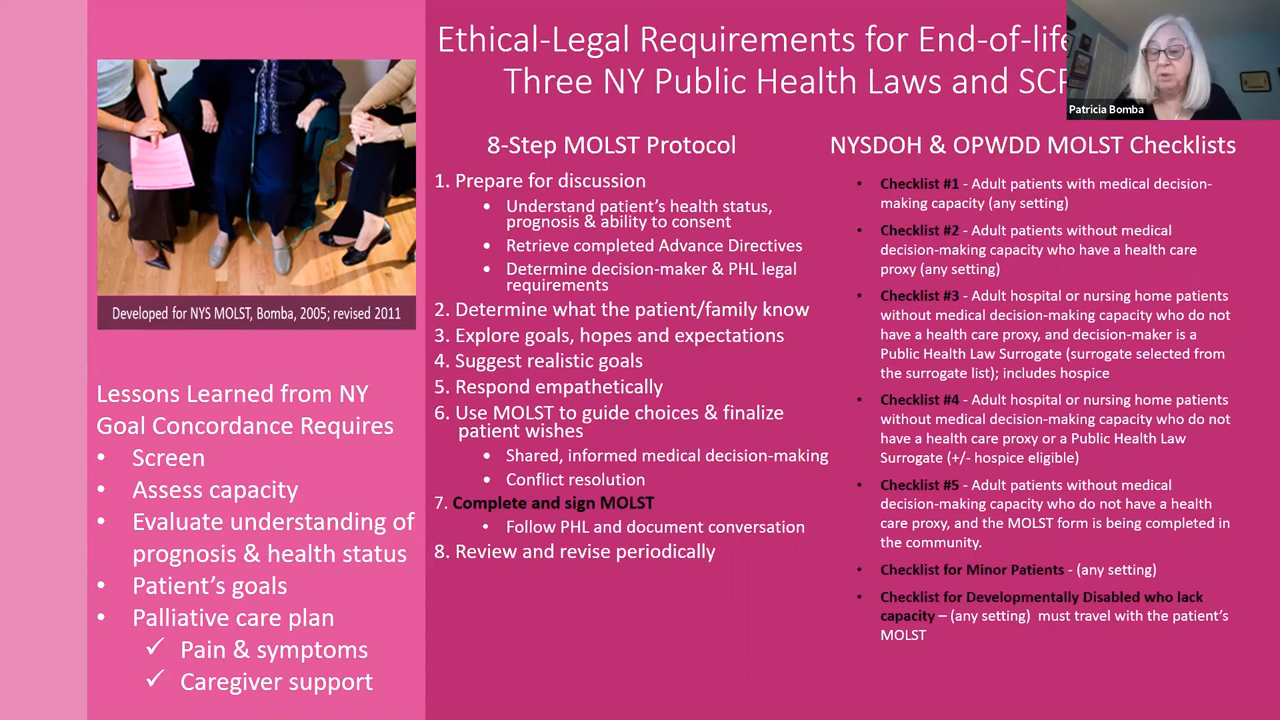 Ethical-Legal Requirements for End-of-life
Three NY Public Health Laws and
Patricia Bomba
Developed for NYS MOLST, Bomba, 2005; revised 2011
Lessons Learned from NY
Goal Concordance Requires
• Screen
• Assess capacity
• Evaluate understanding of
prognosis & health status
• Patient's goals
• Palliative care plan
✓ Pain & symptoms
✓ Caregiver support
8-Step MOLST Protocol
1. Prepare for discussion
• Understand patient's health status,
prognosis & ability to consent
• Retrieve completed Advance Directives
• Determine decision-maker & PHL legal
requirements
2. Determine what the patient/family know
3. Explore goals, hopes and expectations
4. Suggest realistic goals
5. Respond empathetically
6. Use MOLST to guide choices & finalize
patient wishes
• Shared, informed medical decision-making
• Conflict resolution
7. Complete and sign MOLST
• Follow PHL and document conversation
8. Review and revise periodically
NYSDOH & OPWDD MOLST Checklists
• Checklist #1 - Adult patients with medical decision-
making capacity (any setting)
• Checklist #2 - Adult patients without medical
decision-making capacity who have a health care
proxy (any setting)
• Checklist #3 - Adult hospital or nursing home patients
without medical decision-making capacity who do not
have a health care proxy, and decision-maker is a
Public Health Law Surrogate (surrogate selected from
the surrogate list); includes hospice
• Checklist #4 - Adult hospital or nursing home patients
without medical decision-making capacity who do not
have a health care proxy or a Public Health Law
Surrogate (+/- hospice eligible)
• Checklist #5 - Adult patients without medical
decision-making capacity who do not have a health
care proxy, and the MOLST form is being completed in
the community.
• Checklist for Minor Patients - (any setting)
• Checklist for Developmentally Disabled who lack
capacity – (any setting) must travel with the patient's
MOLST